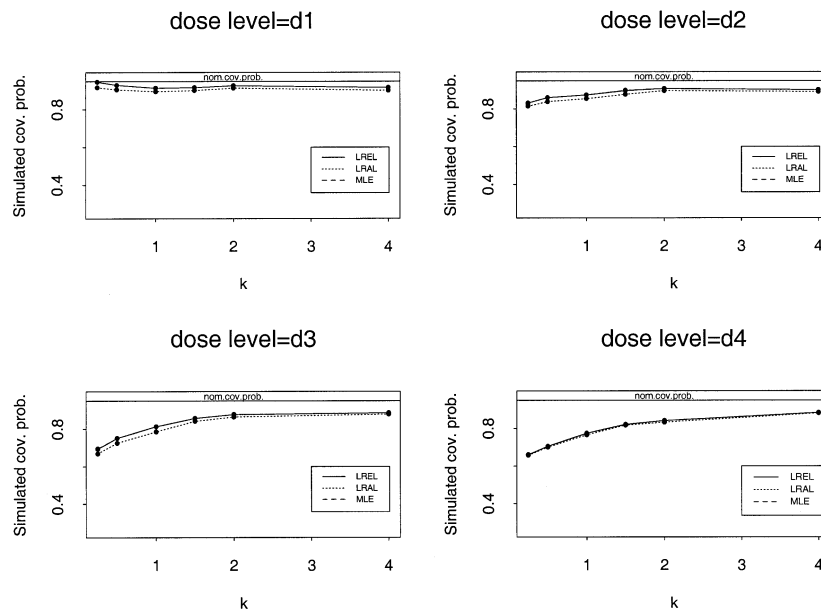 dose level=d1
nom.cov.prob.
Simulated cov. prob.
0.8
0.4
LREL
LRAL
MLE
1 2 3 4
k
dose level=d2
nom.cov.prob.
Simulated cov. prob.
0.8
0.4
LREL
LRAL
MLE
1 2 3 4
k
dose level=d3
nom.cov.prob.
Simulated cov. prob.
0.8
0.4
LREL
LRAL
MLE
1 2 3 4
k
dose level=d4
nom.cov.prob.
Simulated cov. prob.
0.8
0.4
LREL
LRAL
MLE
1 2 3 4
k